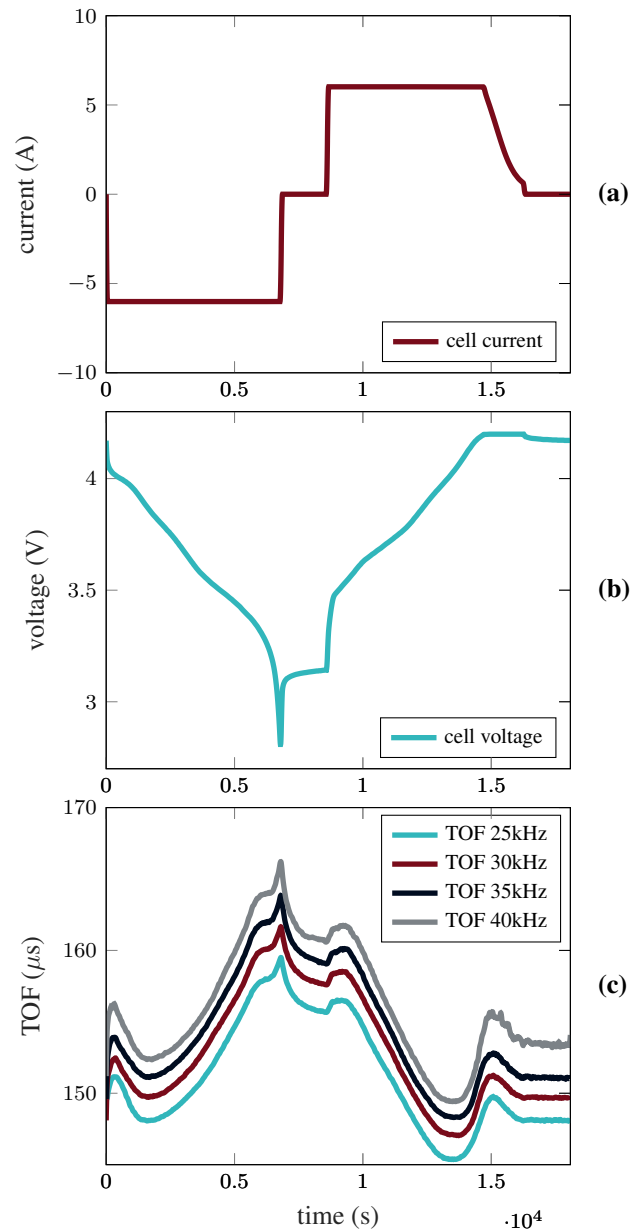 10
5
0
−5
−10
current (A)
cell current
(a)
0 0.5 1 1.5
4
3.5
3
voltage (V)
cell voltage
(b)
0 0.5 1 1.5
170
160
150
TOF (μs)
TOF 25kHz
TOF 30kHz
TOF 35kHz
TOF 40kHz
(c)
0 0.5 1 1.5
time (s)
·10⁴